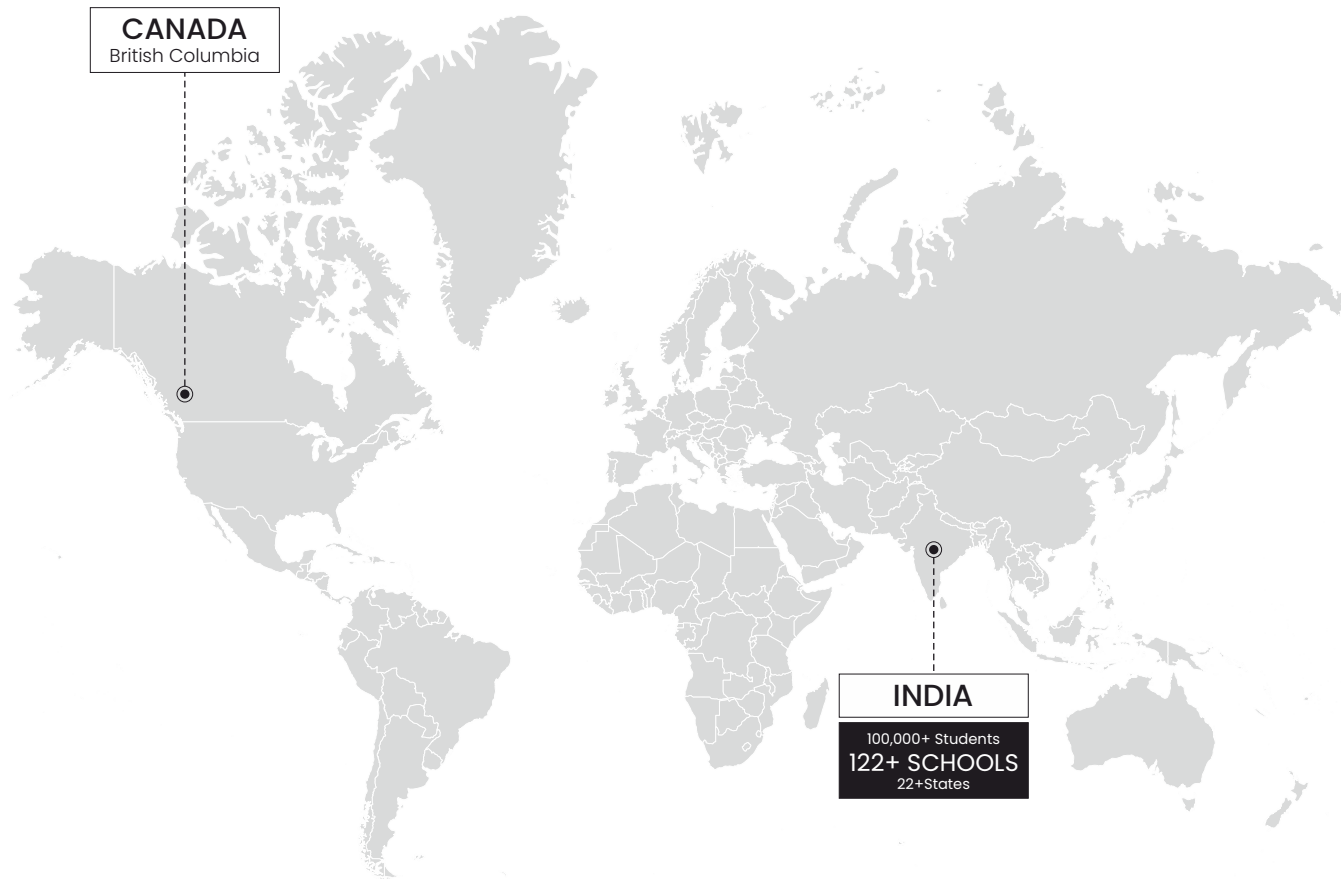 CANADA
British Columbia
INDIA
100,000+ Students
122+ SCHOOLS
22+States